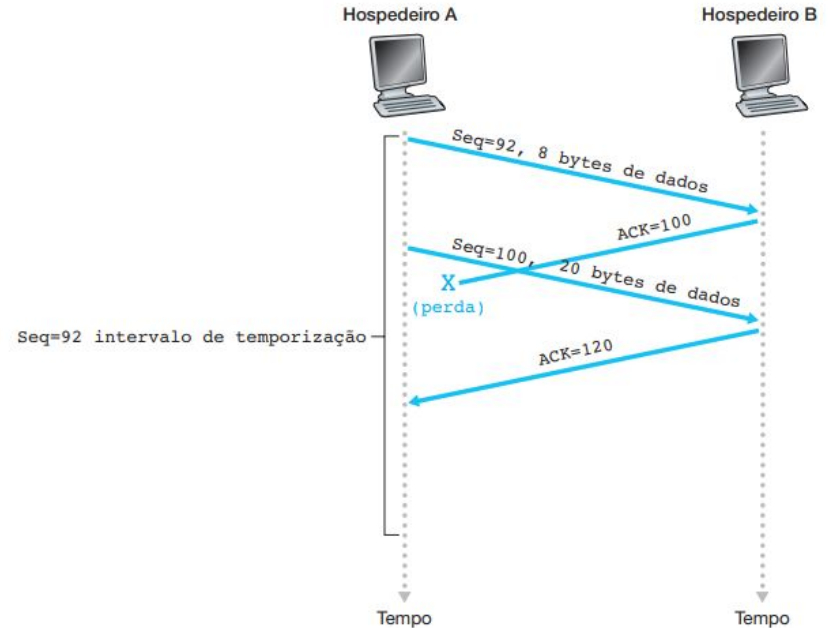 Hospedeiro A
Hospedeiro B
Seq=92, 8 bytes de dados
ACK=100
Seq=100, 20 bytes de dados
X
(perda)
Seq=92 intervalo de temporização
ACK=120
Tempo
Tempo